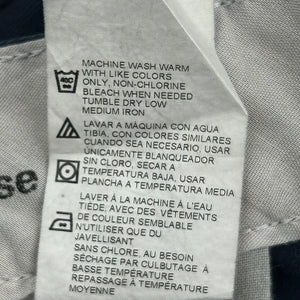 MACHINE WASH WARM
WITH LIKE COLORS
40C
ONLY, NON-CHLORINE
BLEACH WHEN NEEDED
TUMBLE DRY LOW
MEDIUM IRON
LAVAR A MÁQUINA CON AGUA
TIBIA, CON COLORES SIMILARES
CUANDO SEA NECESARIO, USAR
ÚNICAMENTE BLANQUEADOR
SIN CLORO, SECAR A
TEMPERATURA BAJA, USAR
PLANCHA A TEMPERATURA MEDIA
se
LAVER À LA MACHINE À L'EAU
TIÈDE, AVEC DES VÊTEMENTS
DE COULEUR SEMBLABLE
N'UTILISER QUE DU
JAVELLISANT
SANS CHLORE, AU BESOIN
SÉCHAGE PAR CULBUTAGE À
BASSE TEMPÉRATURE
REPASSAGE À TEMPÉRATURE
MOYENNE